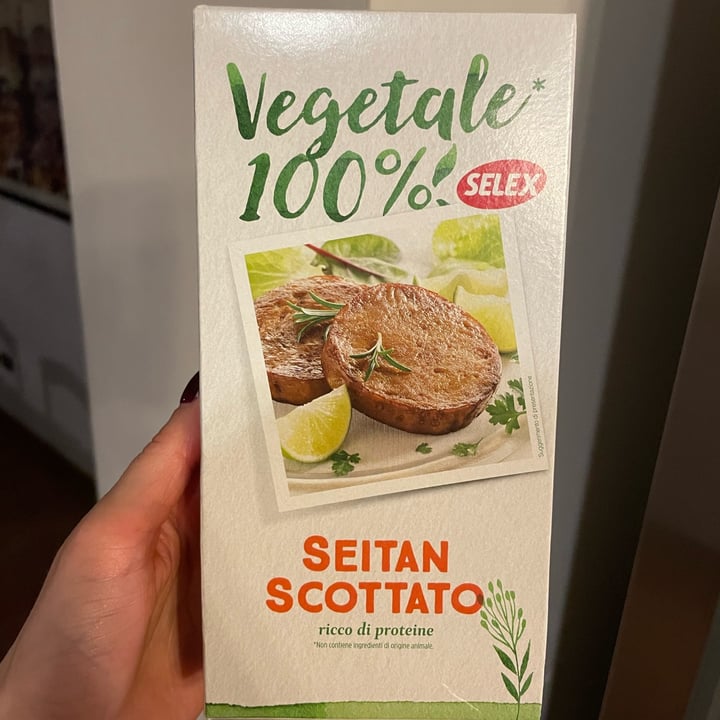 Vegetale*
100%!
SELEX
Suggerimento di presentazione
SEITAN
SCOTTATO
ricco di proteine
*Non contiene ingredienti di origine animale.